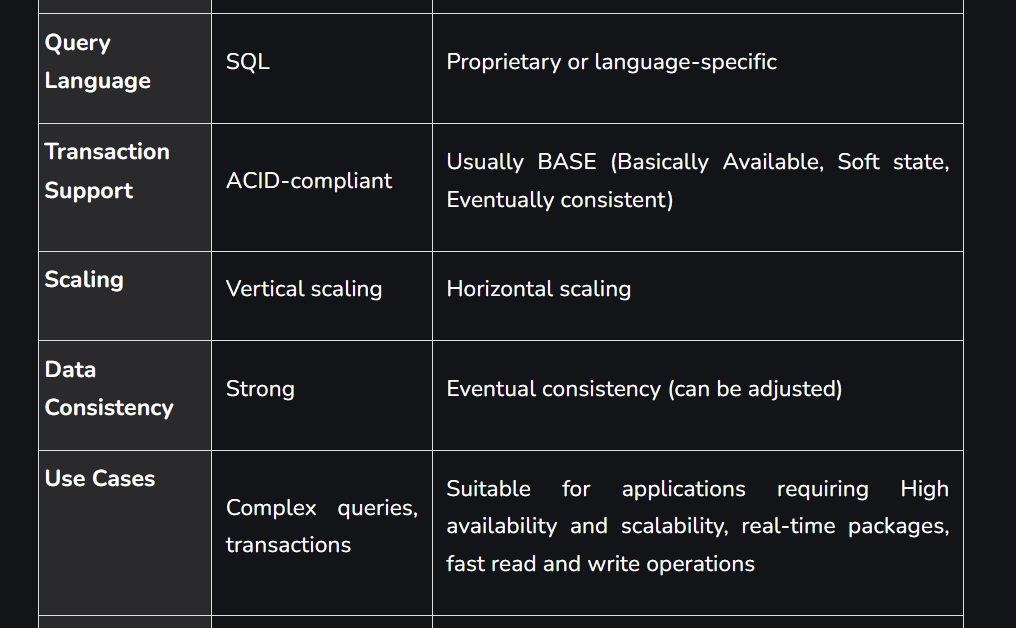 Query
Language
SQL
Proprietary or language-specific
Transaction
Support
ACID-compliant
Usually BASE (Basically Available, Soft state,
Eventually consistent)
Scaling
Vertical scaling
Horizontal scaling
Data
Consistency
Strong
Eventual consistency (can be adjusted)
Use Cases
Complex queries,
transactions
Suitable for applications requiring High
availability and scalability, real-time packages,
fast read and write operations